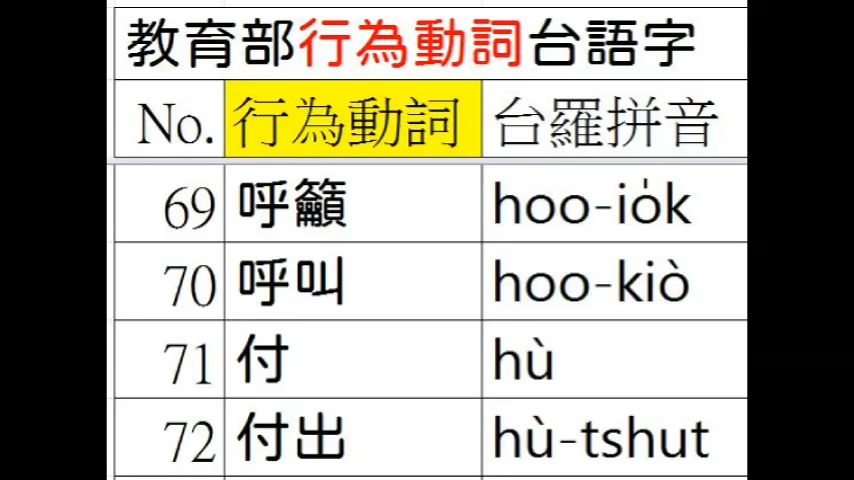 教育部行為動詞台語字
No. 行為動詞 台羅拼音
69 呼籲 hoo-io̍k
70 呼叫 hoo-kiò
71 付 hù
72 付出 hù-tshut